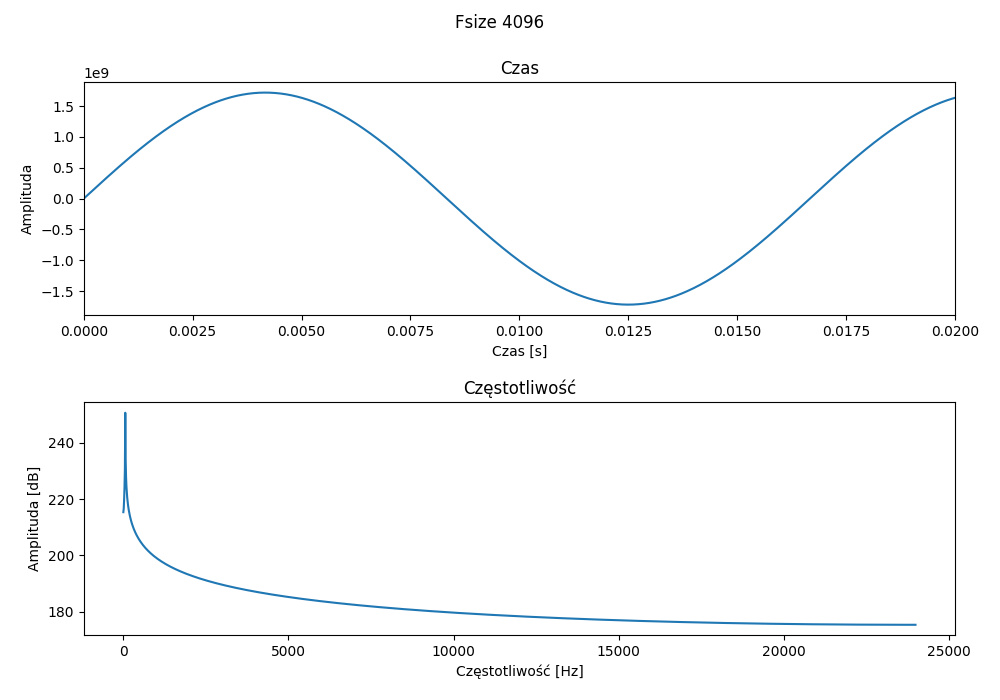 Fsize 4096
Czas
1e9
Amplituda
1.5
1.0
0.5
0.0
−0.5
−1.0
−1.5
0.0000 0.0025 0.0050 0.0075 0.0100 0.0125 0.0150 0.0175 0.0200
Czas [s]
Częstotliwość
Amplituda [dB]
240
220
200
180
0 5000 10000 15000 20000 25000
Częstotliwość [Hz]